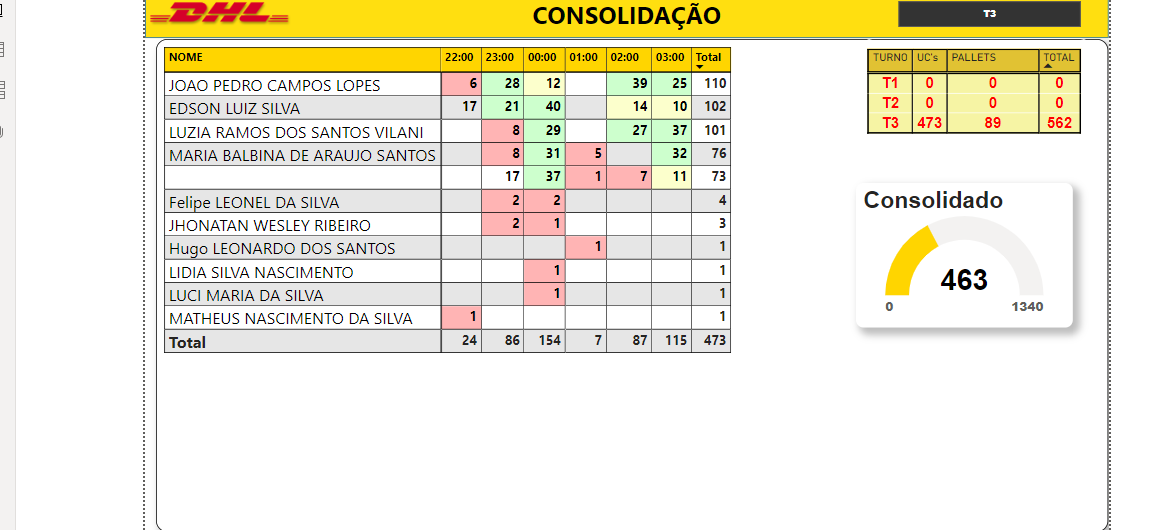 DHL
CONSOLIDAÇÃO
T3
NOME 22:00 23:00 00:00 01:00 02:00 03:00 Total
JOAO PEDRO CAMPOS LOPES 6 28 12 39 25 110
EDSON LUIZ SILVA 17 21 40 14 10 102
LUZIA RAMOS DOS SANTOS VILANI 8 29 27 37 101
MARIA BALBINA DE ARAUJO SANTOS 8 31 5 32 76
17 37 1 7 11 73
Felipe LEONEL DA SILVA 2 2 4
JHONATAN WESLEY RIBEIRO 2 1 3
Hugo LEONARDO DOS SANTOS 1 1
LIDIA SILVA NASCIMENTO 1 1
LUCI MARIA DA SILVA 1 1
MATHEUS NASCIMENTO DA SILVA 1 1
Total 24 86 154 7 87 115 473
TURNO UC's PALLETS TOTAL
T1 0 0 0
T2 0 0 0
T3 473 89 562
Consolidado
463
0 1340